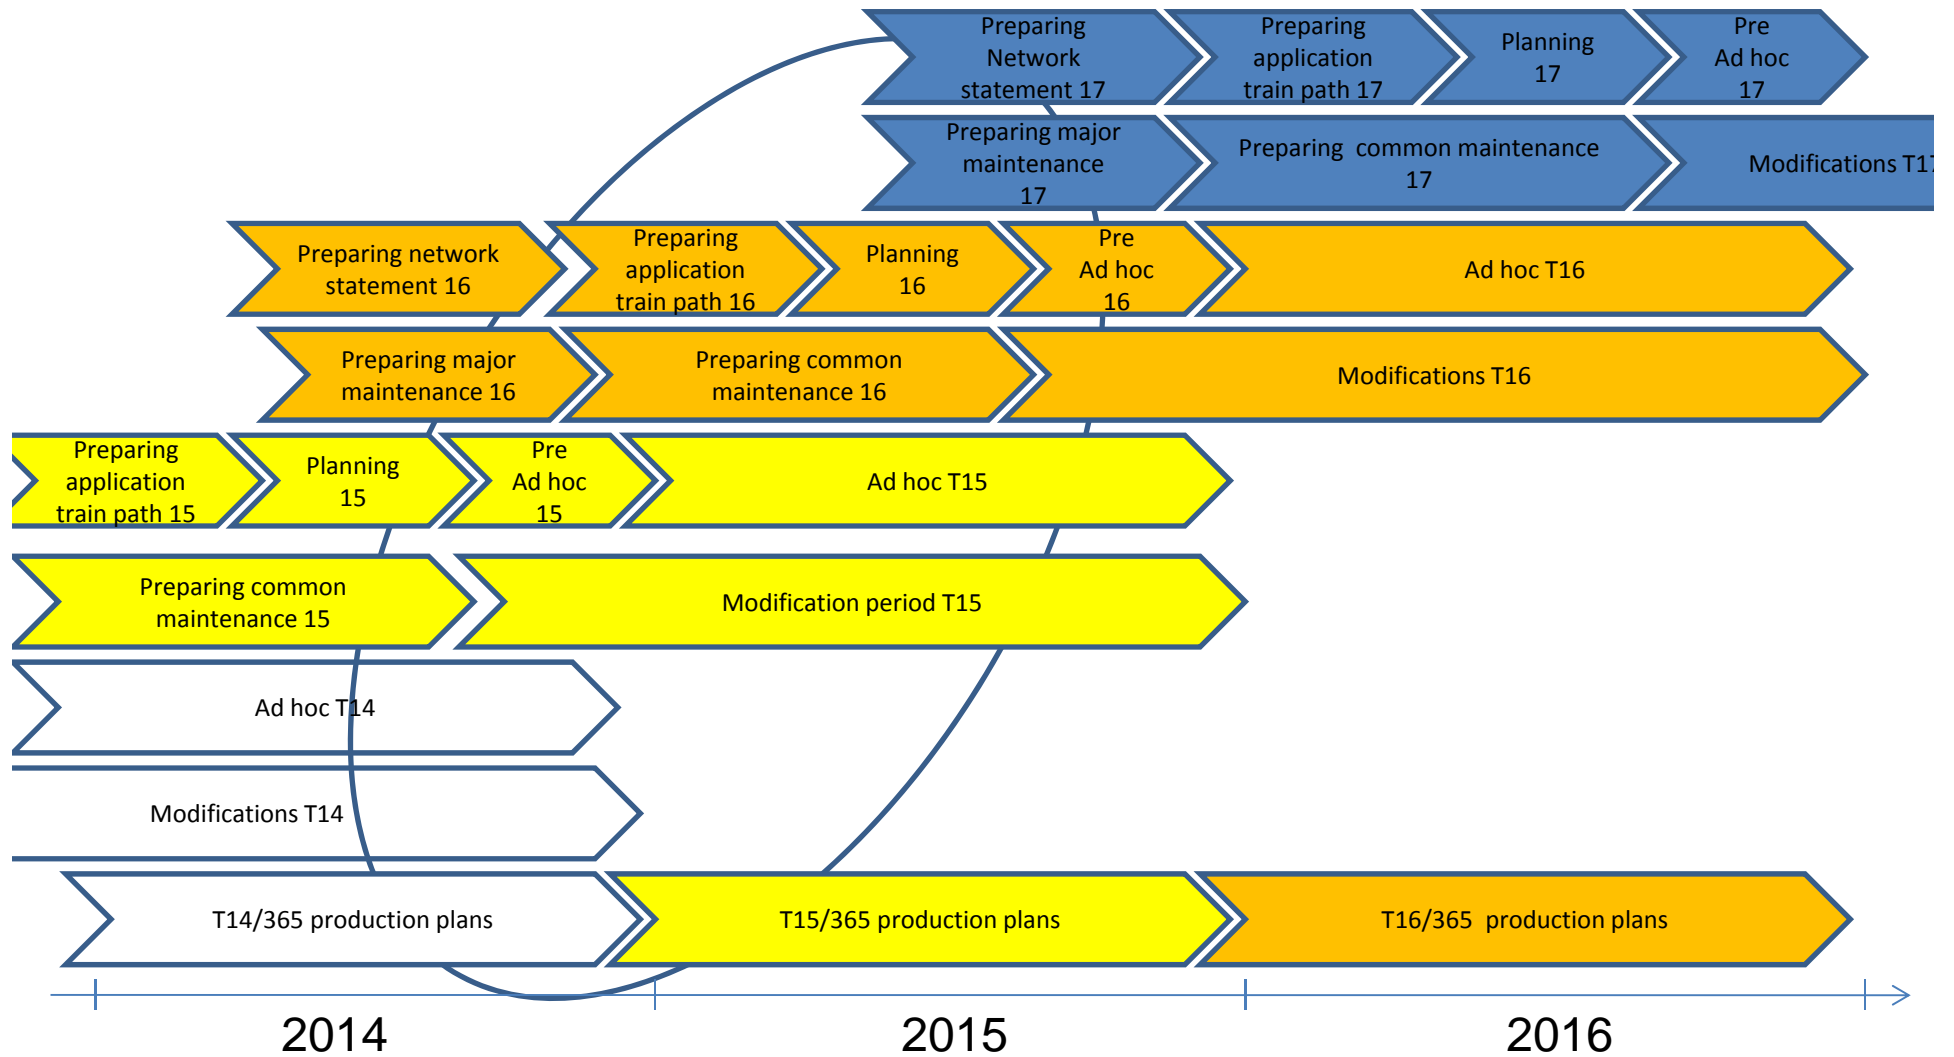 Preparing
Network
statement 17
Preparing
application
train path 17
Planning
17
Pre
Ad hoc
17
Preparing major
maintenance
17
Preparing  common maintenance
17
Modifications T17
Preparing network
statement 16
Preparing
application
train path 16
Planning
16
Pre
Ad hoc
16
Ad hoc T16
Preparing major
maintenance 16
Preparing common
maintenance 16
Modifications T16
Preparing
application
train path 15
Planning
15
Pre
Ad hoc
15
Ad hoc T15
Preparing common
maintenance 15
Modification period T15
Ad hoc T14
Modifications T14
T14/365 production plans
T15/365 production plans
T16/365  production plans
2014
2015
2016